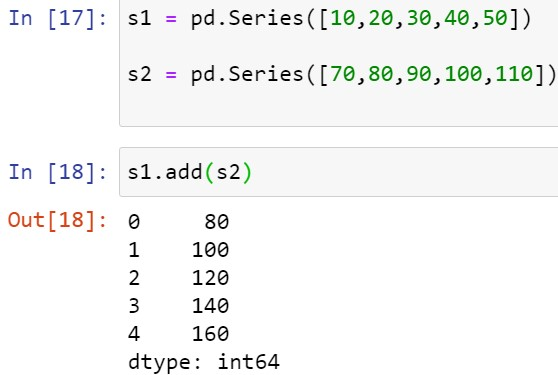 In [17]: s1 = pd.Series([10,20,30,40,50])
s2 = pd.Series([70,80,90,100,110])
In [18]: s1.add(s2)
Out[18]: 0 80
1 100
2 120
3 140
4 160
dtype: int64